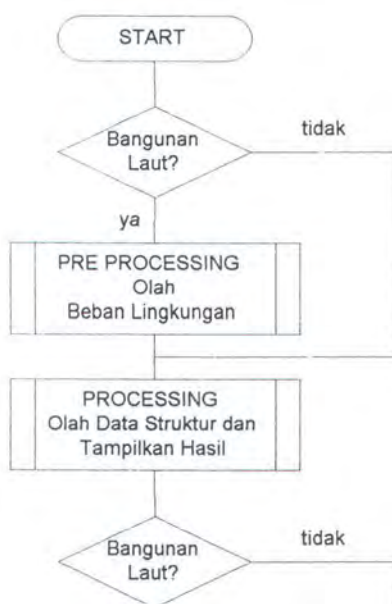 START
Bangunan
Laut?
tidak
ya
PRE PROCESSING
Olah
Beban Lingkungan
PROCESSING
Olah Data Struktur dan
Tampilkan Hasil
Bangunan
Laut?
tidak